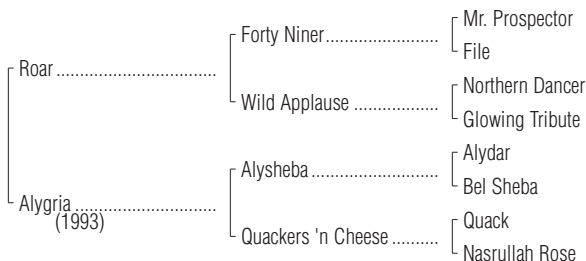 Mr. Prospector
Forty Niner
File
Roar
Northern Dancer
Wild Applause
Glowing Tribute
Alydar
Alysheba
Bel Sheba
Alygria
(1993)
Quack
Quackers 'n Cheese
Nasrullah Rose